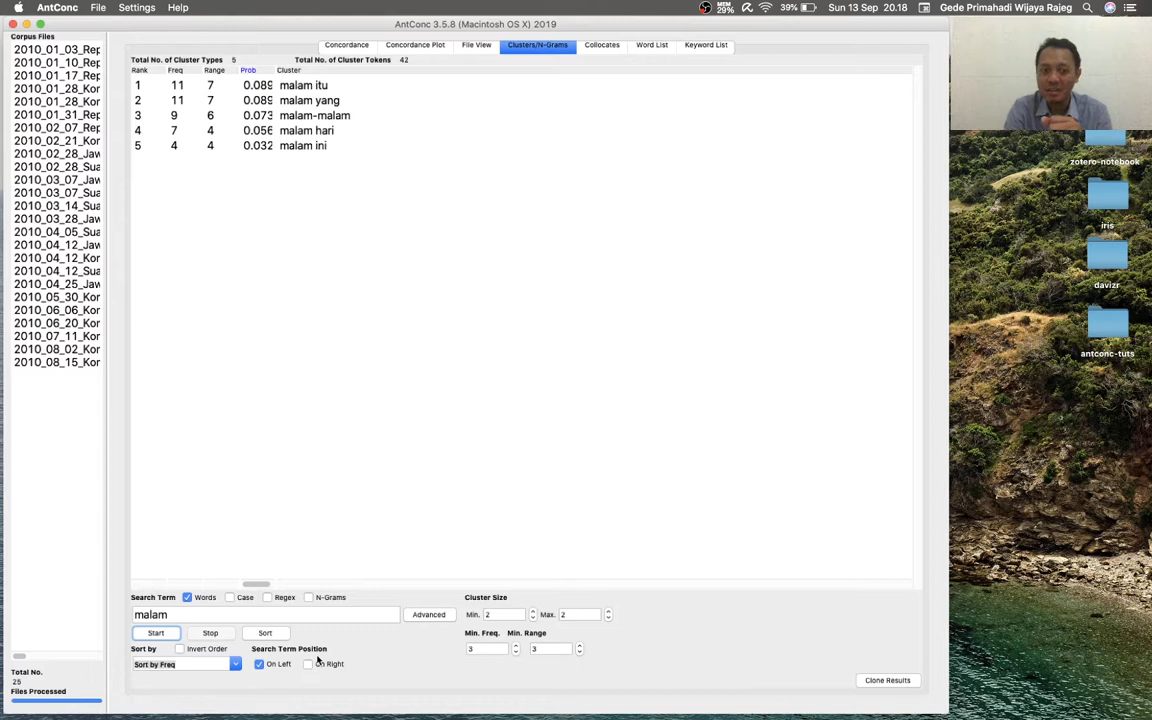 AntConc File Settings Help
MEM 29% 39% Sun 13 Sep 20.18 Gede Primahadi Wijaya Rajeg
AntConc 3.5.8 (Macintosh OS X) 2019
Corpus Files
2010_01_03_Rep
2010_01_10_Rep
2010_01_17_Rep
2010_01_28_Kor
2010_01_28_Kor
2010_01_31_Rep
2010_02_07_Rep
2010_02_21_Kor
2010_02_28_Jaw
2010_02_28_Sua
2010_03_07_Jaw
2010_03_07_Sua
2010_03_14_Sua
2010_03_28_Jaw
2010_04_05_Sua
2010_04_12_Jaw
2010_04_12_Kor
2010_04_12_Sua
2010_04_25_Jaw
2010_05_30_Kor
2010_06_06_Kor
2010_06_20_Kor
2010_07_11_Kor
2010_08_02_Kor
2010_08_15_Kor
Total No.
25
Files Processed
Concordance Concordance Plot File View Clusters/N-Grams Collocates Word List Keyword List
Total No. of Cluster Types 5 Total No. of Cluster Tokens 42
Rank Freq Range Prob Cluster
1 11 7 0.089 malam itu
2 11 7 0.089 malam yang
3 9 6 0.073 malam-malam
4 7 4 0.056 malam hari
5 4 4 0.032 malam ini
Search Term Words Case Regex N-Grams Cluster Size
malam Advanced Min. 2 Max. 2
Start Stop Sort Min. Freq. Min. Range
Sort by Invert Order Search Term Position 3 3
Sort by Freq On Left On Right
Clone Results
zotero-notebook
iris
davizr
antconc-tuts